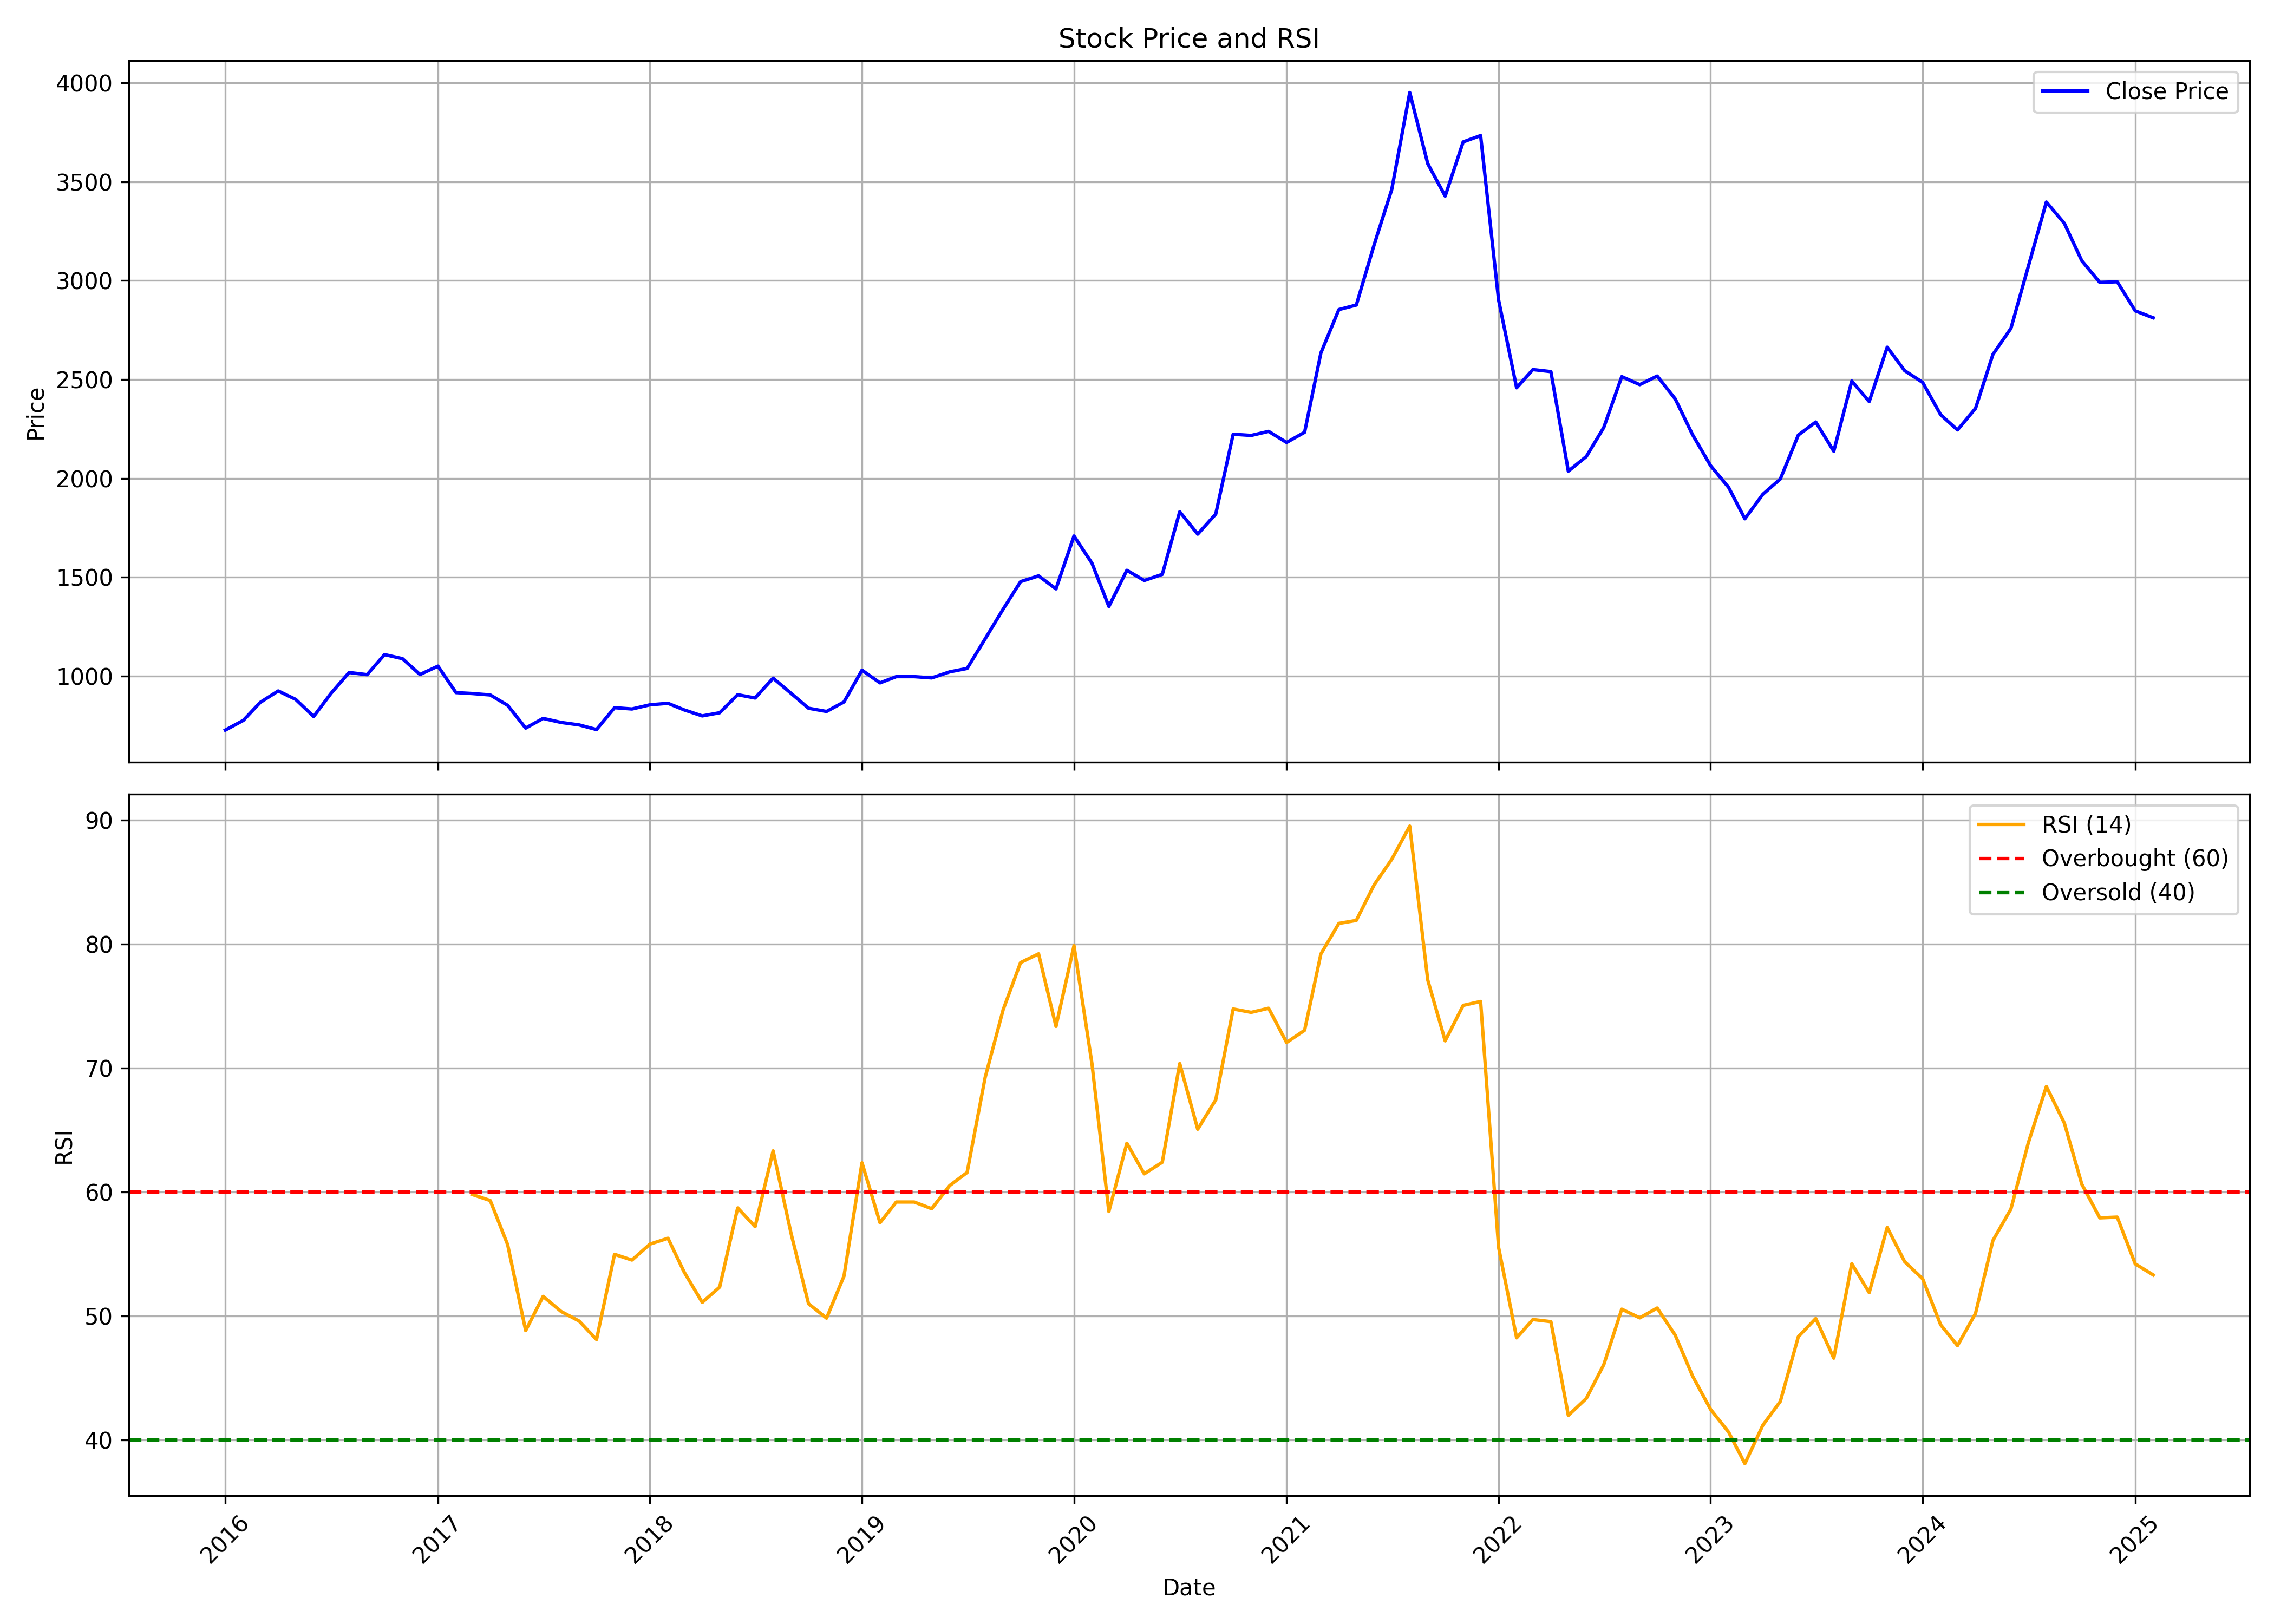 Stock Price and RSI
4000
3500
3000
2500
2000
1500
1000
Price
Close Price
90
80
70
60
50
40
RSI
RSI (14)
Overbought (60)
Oversold (40)
2016
2017
2018
2019
2020
2021
2022
2023
2024
2025
Date